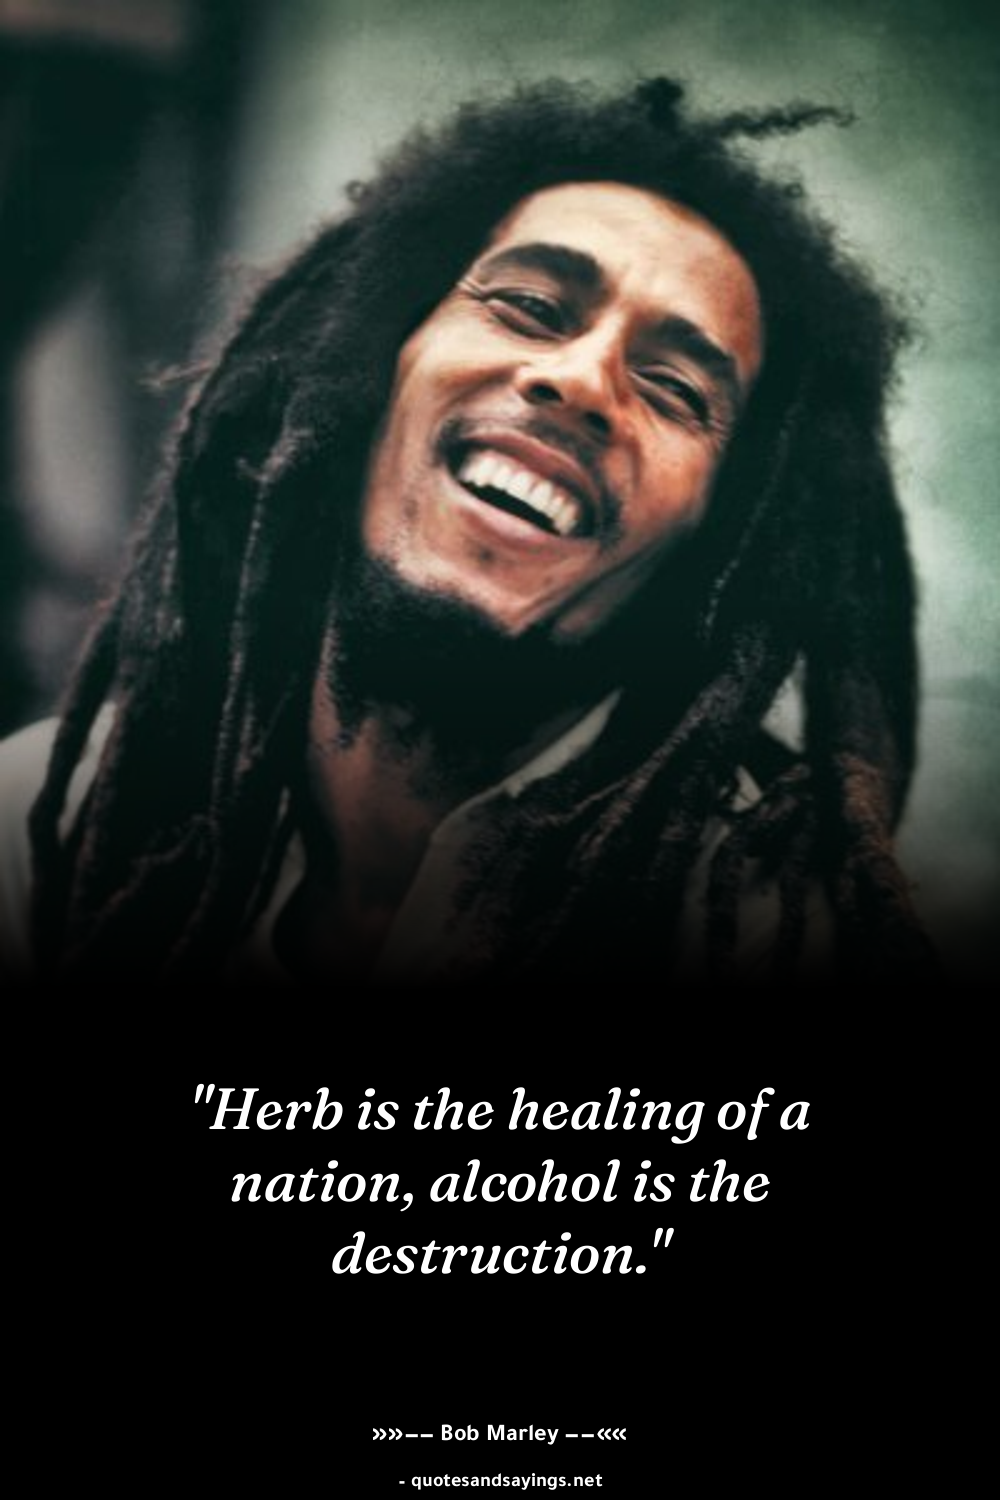 "Herb is the healing of a
nation, alcohol is the
destruction."
»»−− Bob Marley −−««
- quotesandsayings.net